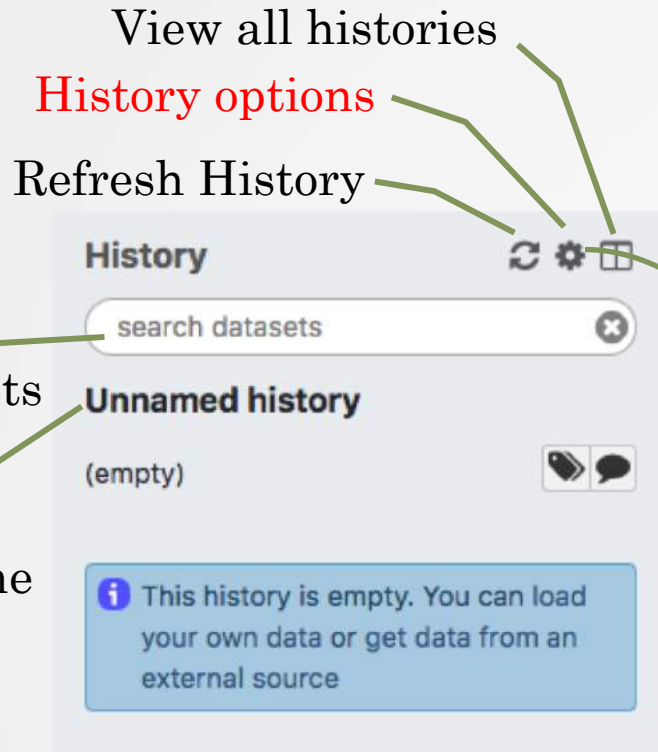 View all histories
History options
Refresh History
History
search datasets
ts
Unnamed history
(empty)
This history is empty. You can load
your own data or get data from an
external source